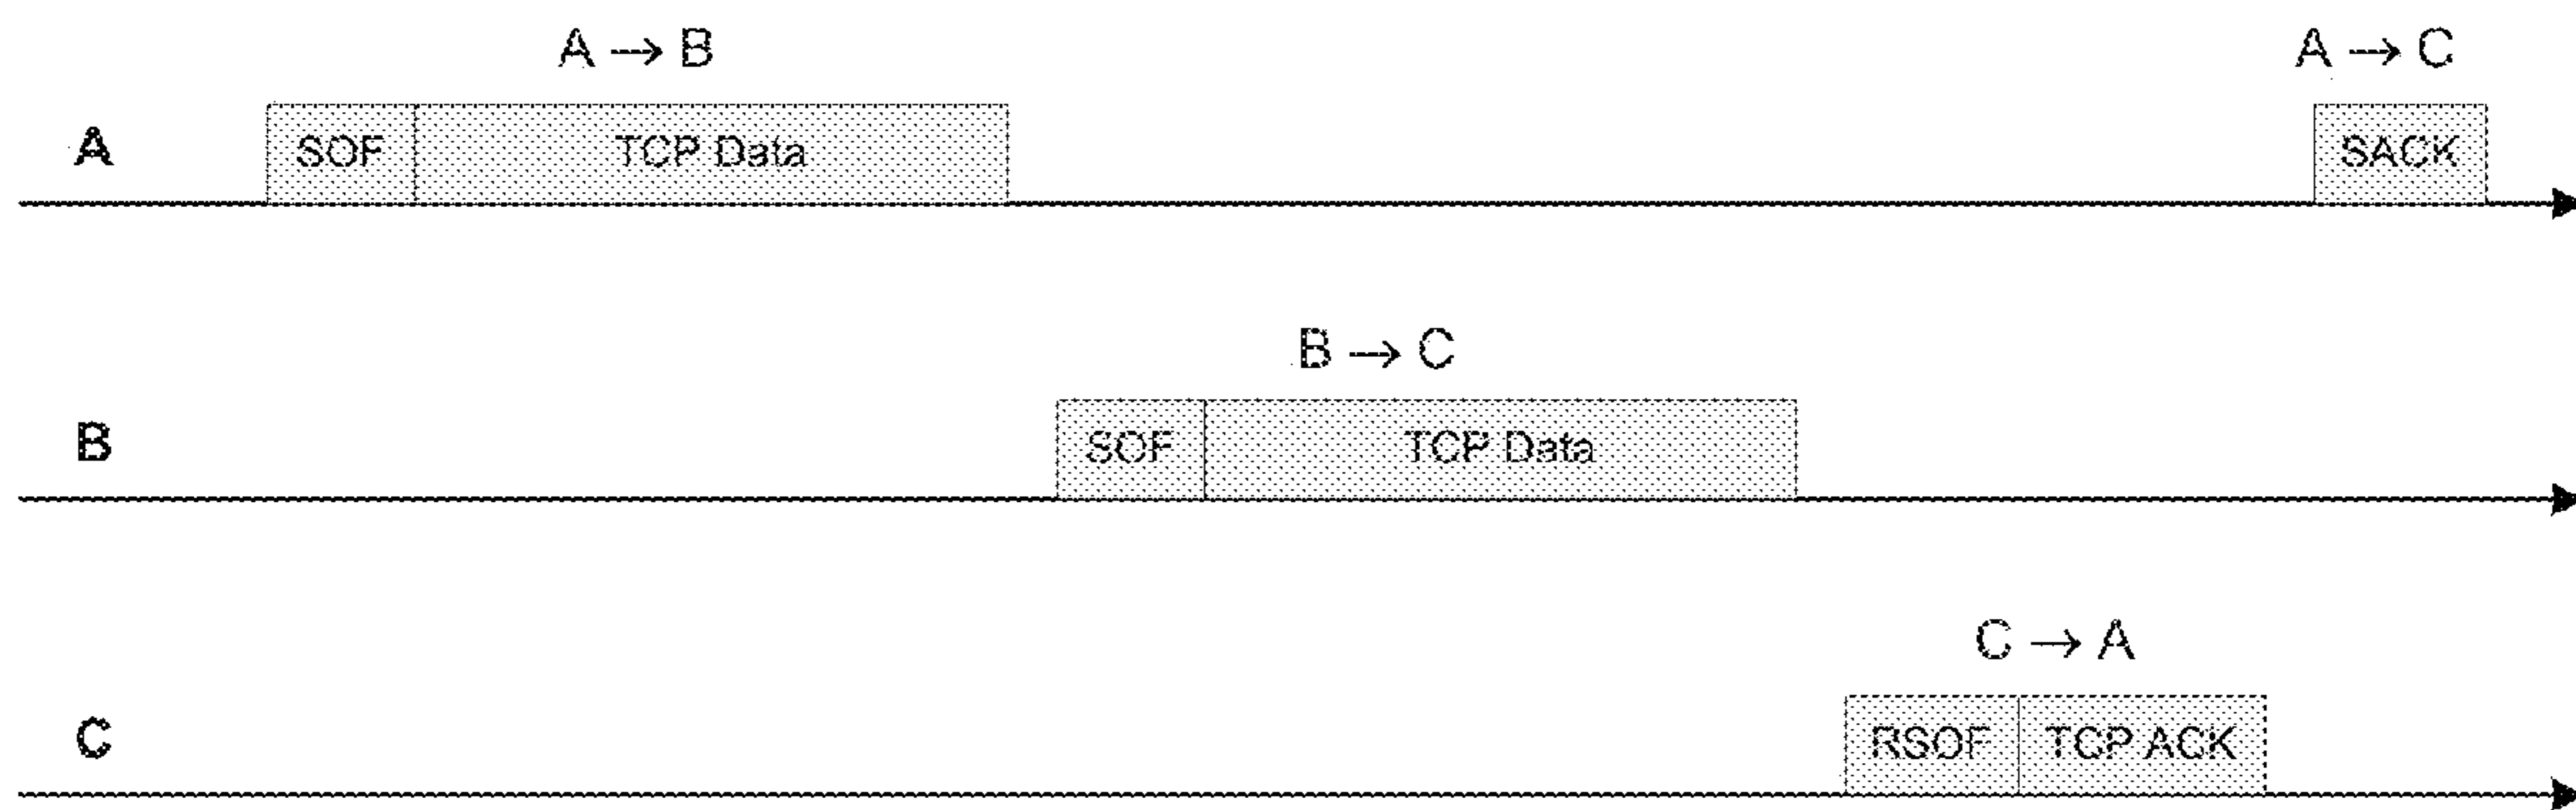 A → B
A → C
A
SOF
TCP Data
SACK
B → C
B
SOF
TCP Data
C → A
C
RSOF
TCP ACK